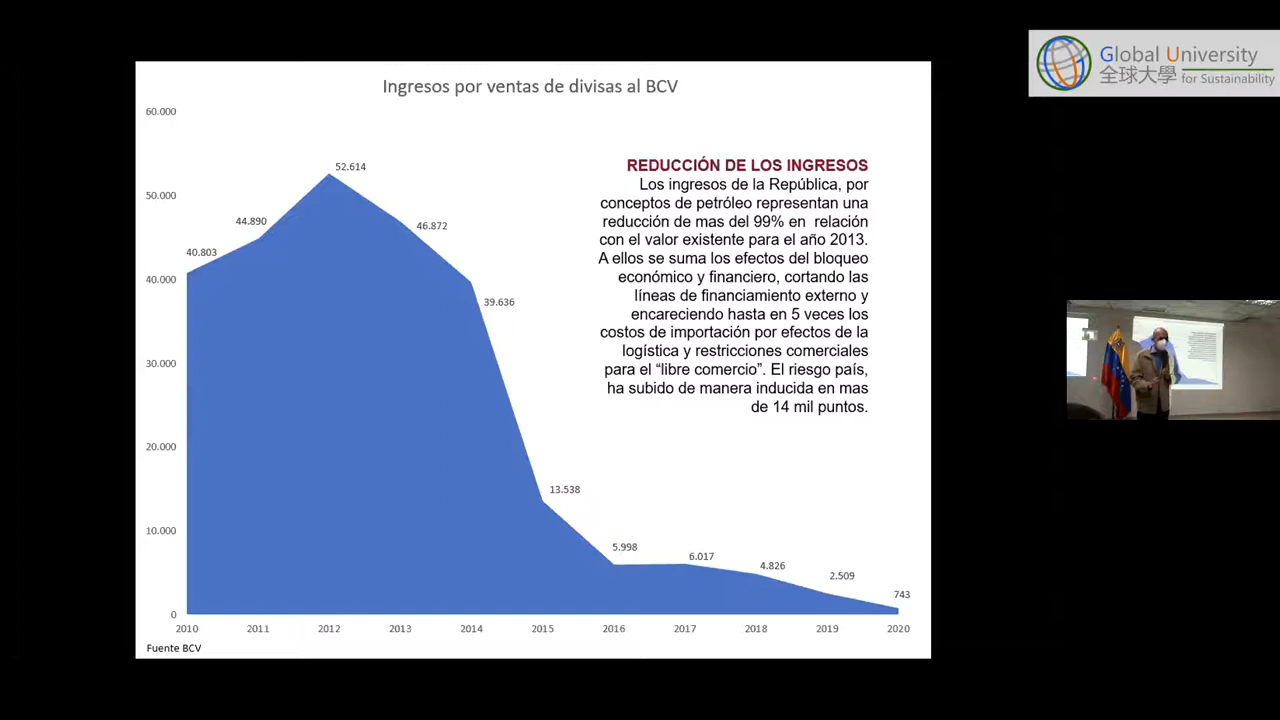 Ingresos por ventas de divisas al BCV
60.000
50.000
40.000
30.000
20.000
10.000
0
40.803
44.890
52.614
46.872
39.636
13.538
5.998
6.017
4.826
2.509
743
2010 2011 2012 2013 2014 2015 2016 2017 2018 2019 2020
Fuente BCV
REDUCCIÓN DE LOS INGRESOS
Los ingresos de la República, por
conceptos de petróleo representan una
reducción de mas del 99% en relación
con el valor existente para el año 2013.
A ellos se suma los efectos del bloqueo
económico y financiero, cortando las
líneas de financiamiento externo y
encareciendo hasta en 5 veces los
costos de importación por efectos de la
logística y restricciones comerciales
para el “libre comercio”. El riesgo país,
ha subido de manera inducida en mas
de 14 mil puntos.
Global University
全球大學 for Sustainability